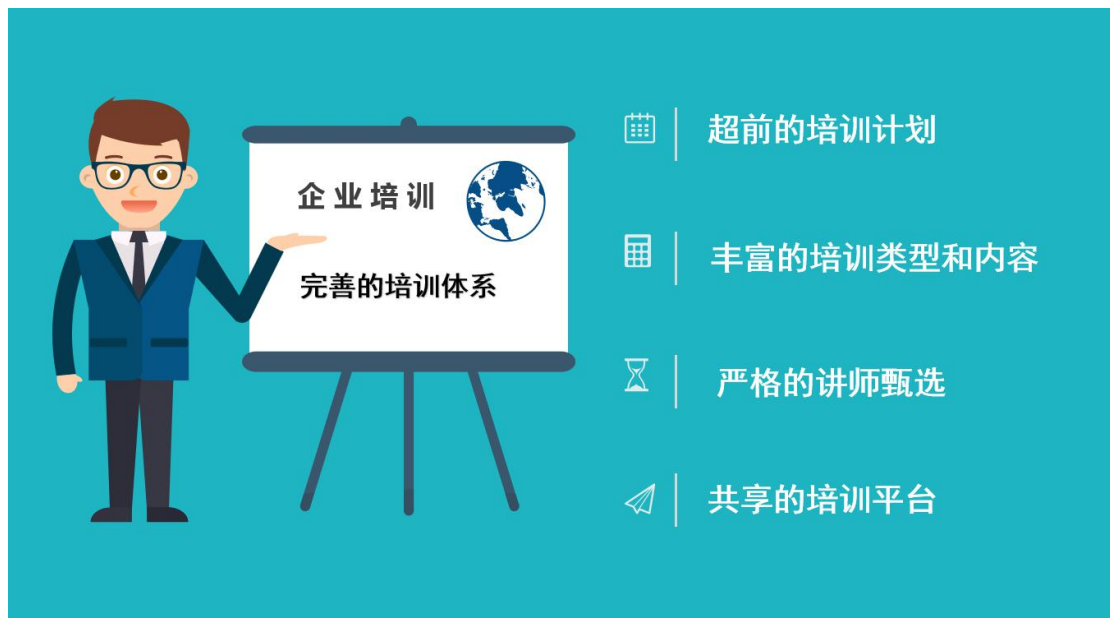 企业培训
完善的培训体系
超前的培训计划
丰富的培训类型和内容
严格的讲师甄选
共享的培训平台